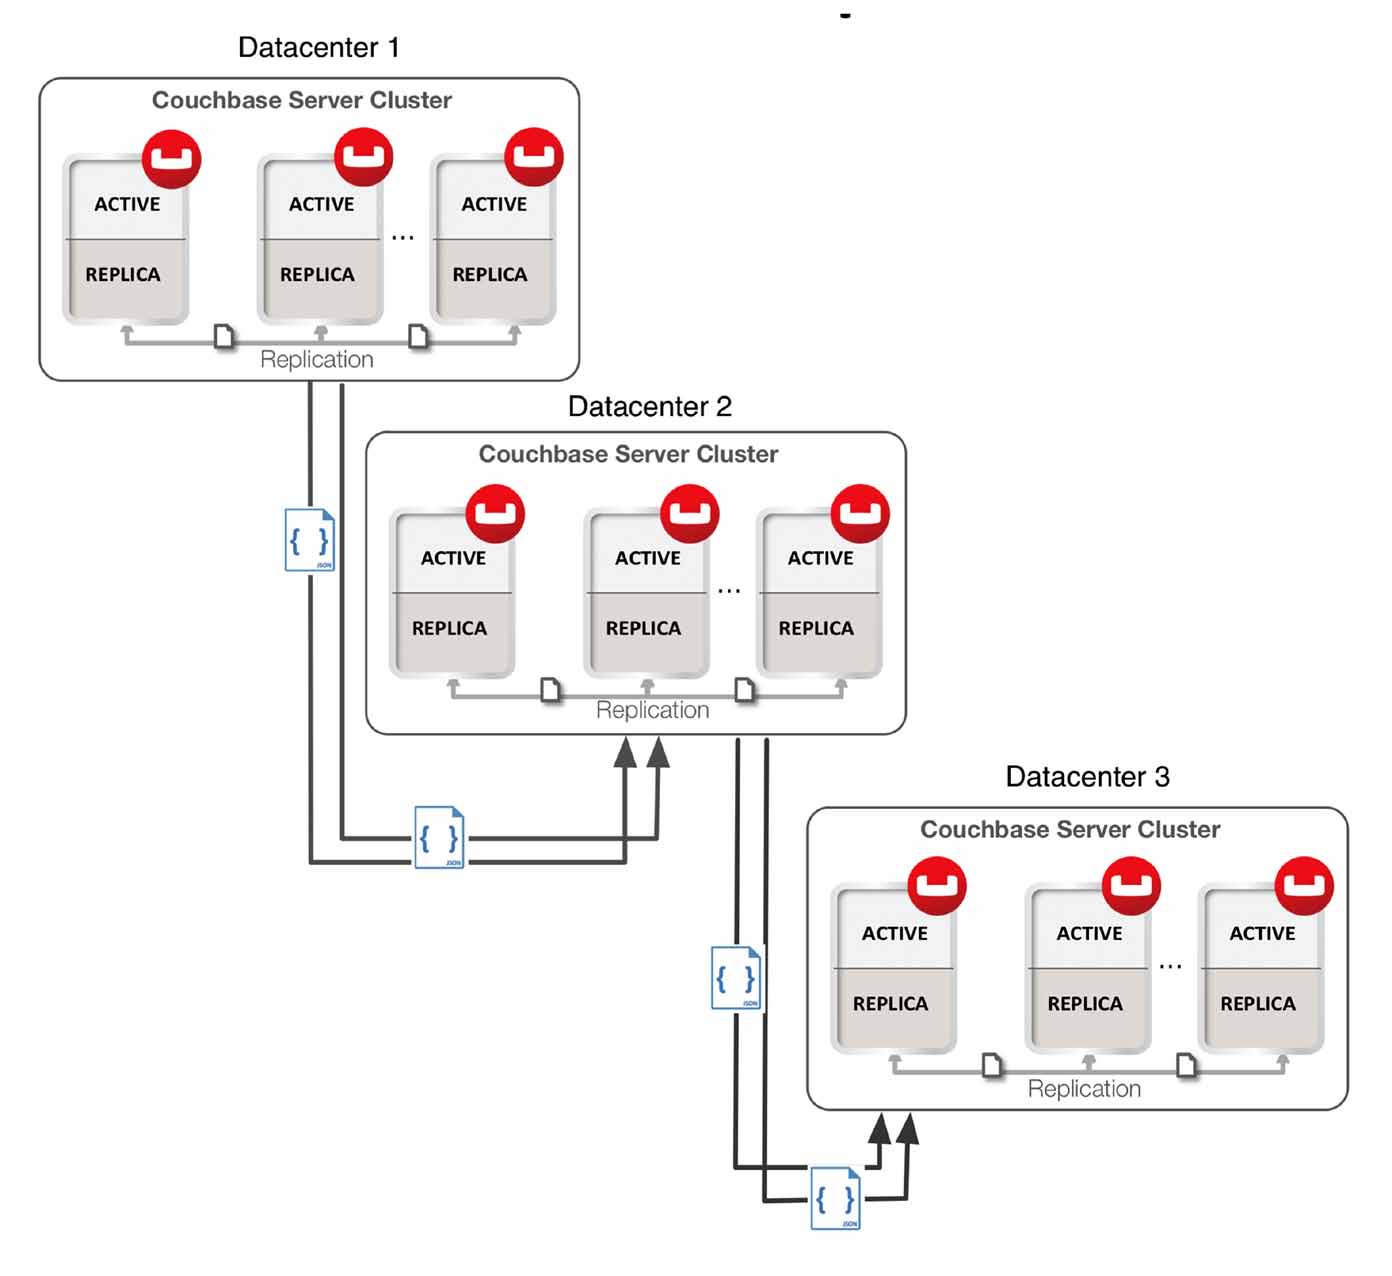 Datacenter 1
Couchbase Server Cluster
ACTIVE ACTIVE ... ACTIVE
REPLICA REPLICA REPLICA
Replication
Datacenter 2
Couchbase Server Cluster
{ }
JSON
ACTIVE ACTIVE ... ACTIVE
REPLICA REPLICA REPLICA
Replication
Datacenter 3
{ }
JSON
Couchbase Server Cluster
ACTIVE ACTIVE ... ACTIVE
{ }
JSON
REPLICA REPLICA REPLICA
Replication
{ }
JSON